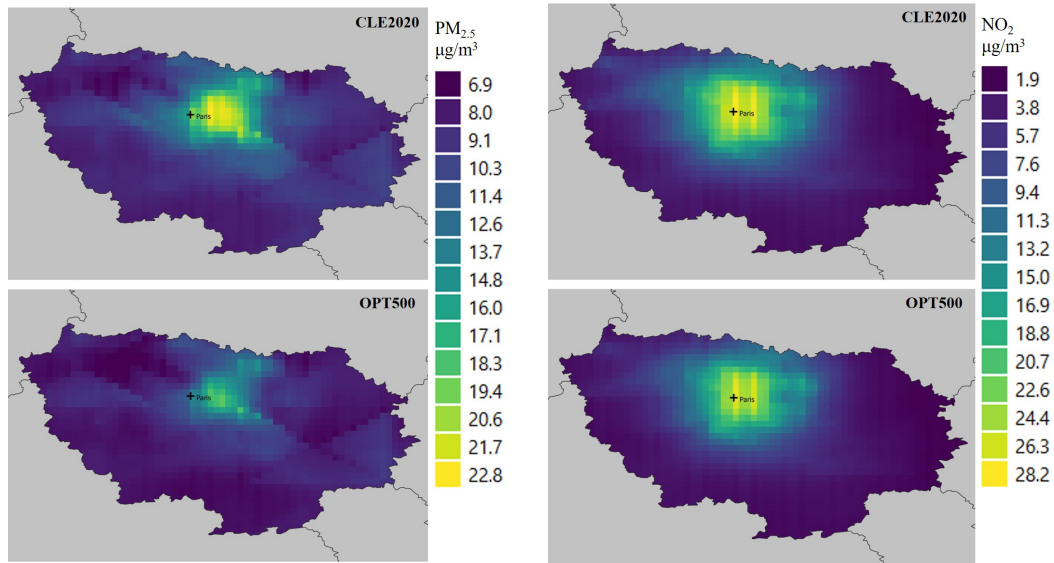 CLE2020
Paris
PM2.5
µg/m³
6.9
8.0
9.1
10.3
11.4
12.6
13.7
14.8
16.0
17.1
18.3
19.4
20.6
21.7
22.8
OPT500
Paris
CLE2020
Paris
NO2
µg/m³
1.9
3.8
5.7
7.6
9.4
11.3
13.2
15.0
16.9
18.8
20.7
22.6
24.4
26.3
28.2
OPT500
Paris